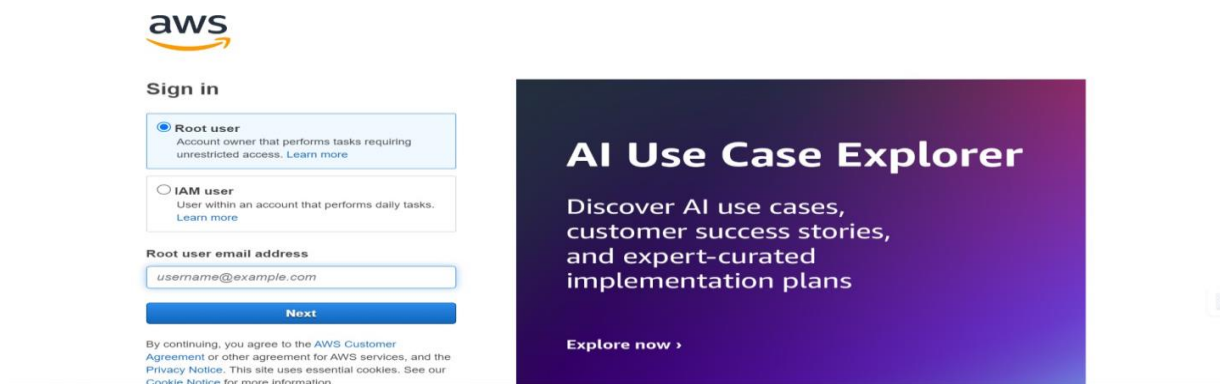 aws
Sign in
Root user
Account owner that performs tasks requiring
unrestricted access. Learn more
IAM user
User within an account that performs daily tasks.
Learn more
Root user email address
username@example.com
Next
By continuing, you agree to the AWS Customer
Agreement or other agreement for AWS services, and the
Privacy Notice. This site uses essential cookies. See our
Cookie Notice for more information.
AI Use Case Explorer
Discover AI use cases,
customer success stories,
and expert-curated
implementation plans
Explore now ›